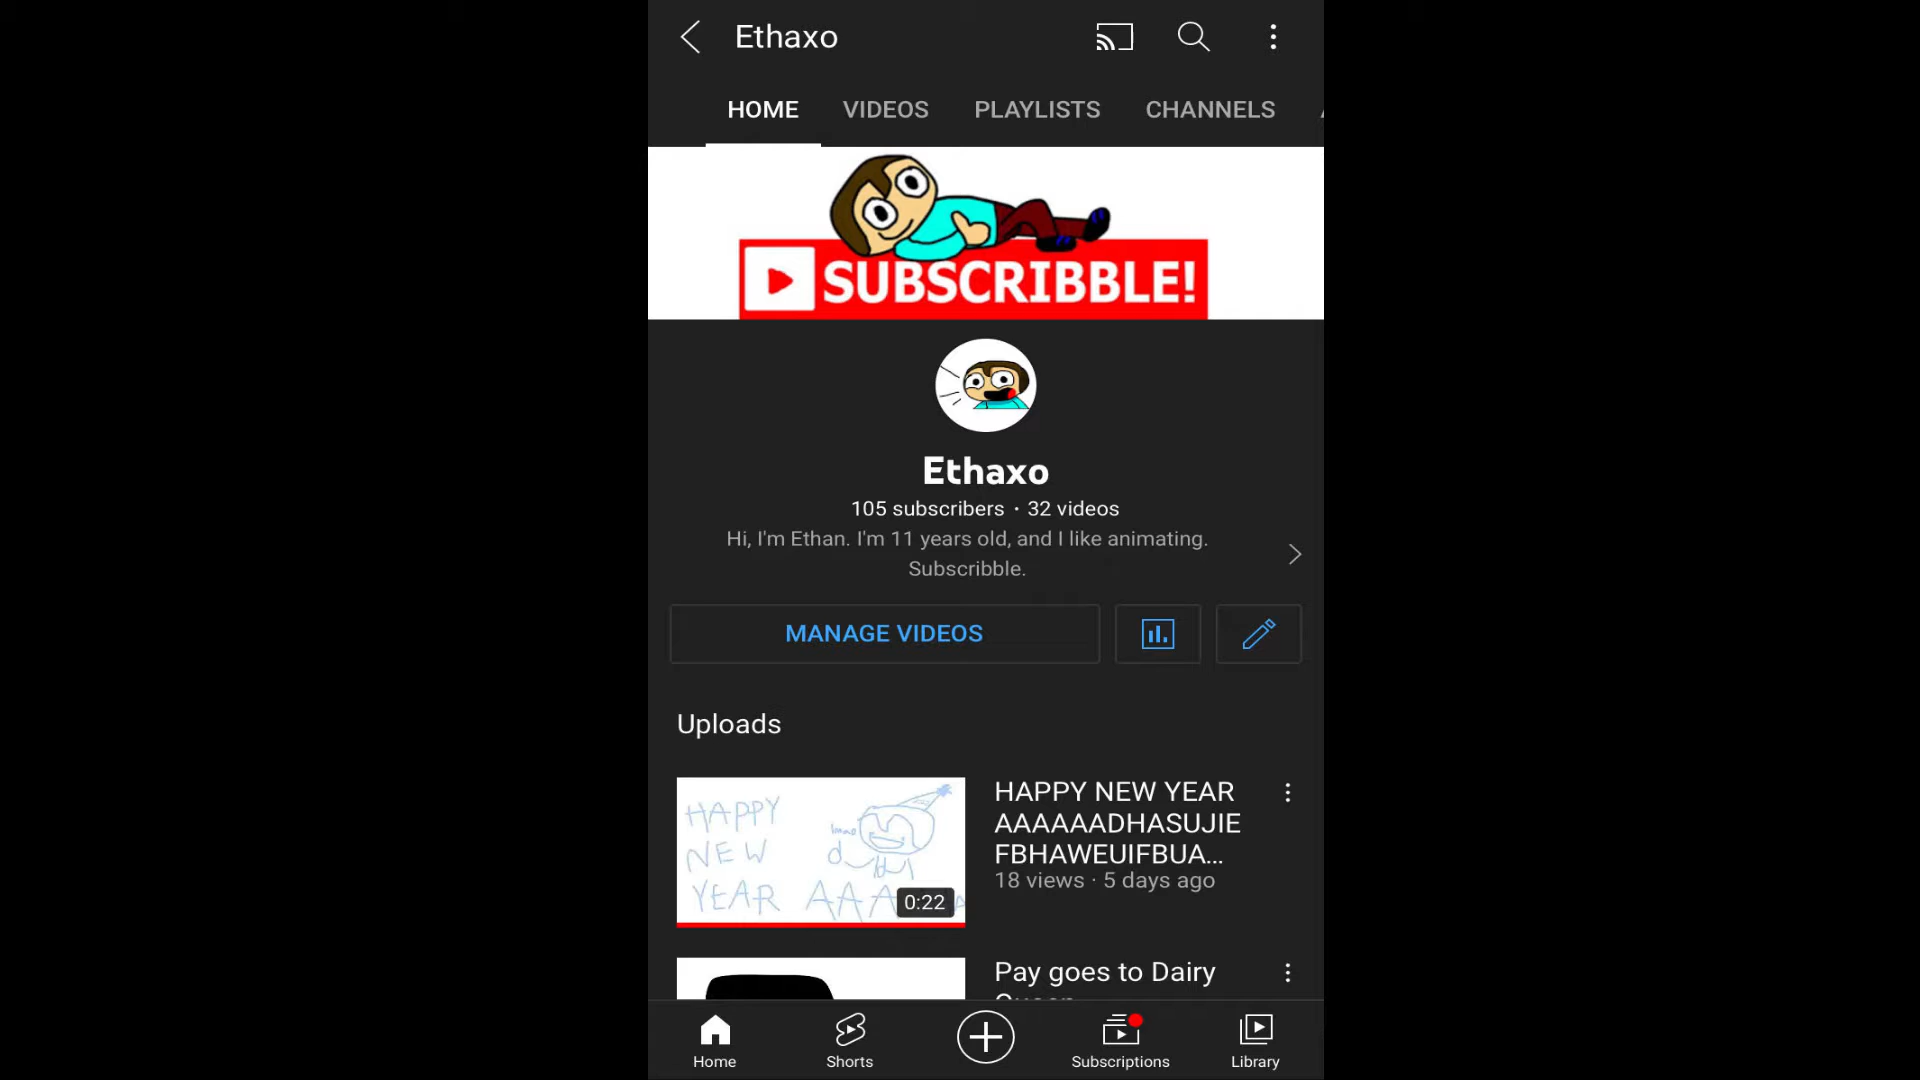 Ethaxo
HOME VIDEOS PLAYLISTS CHANNELS
SUBSCRIBBLE!
Ethaxo
105 subscribers · 32 videos
Hi, I'm Ethan. I'm 11 years old, and I like animating.
Subscribble.
MANAGE VIDEOS
Uploads
HAPPY
NEW
YEAR AAA
0:22
HAPPY NEW YEAR
AAAAAADHASUJIE
FBHAWEUIFBUA...
18 views · 5 days ago
Pay goes to Dairy
Queen
Home Shorts Subscriptions Library